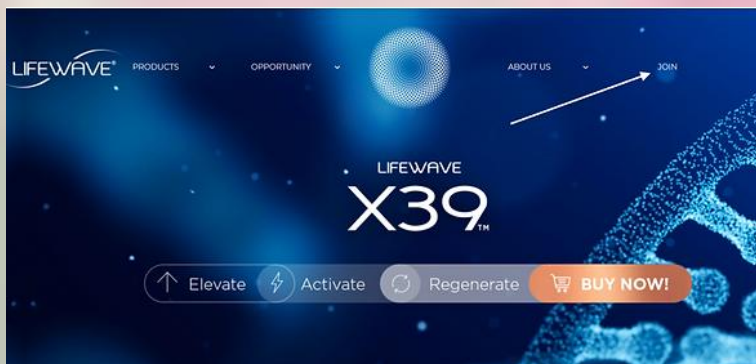 LIFEWAVE®
PRODUCTS OPPORTUNITY ABOUT US JOIN
LIFEWAVE
X39™
Elevate Activate Regenerate BUY NOW!